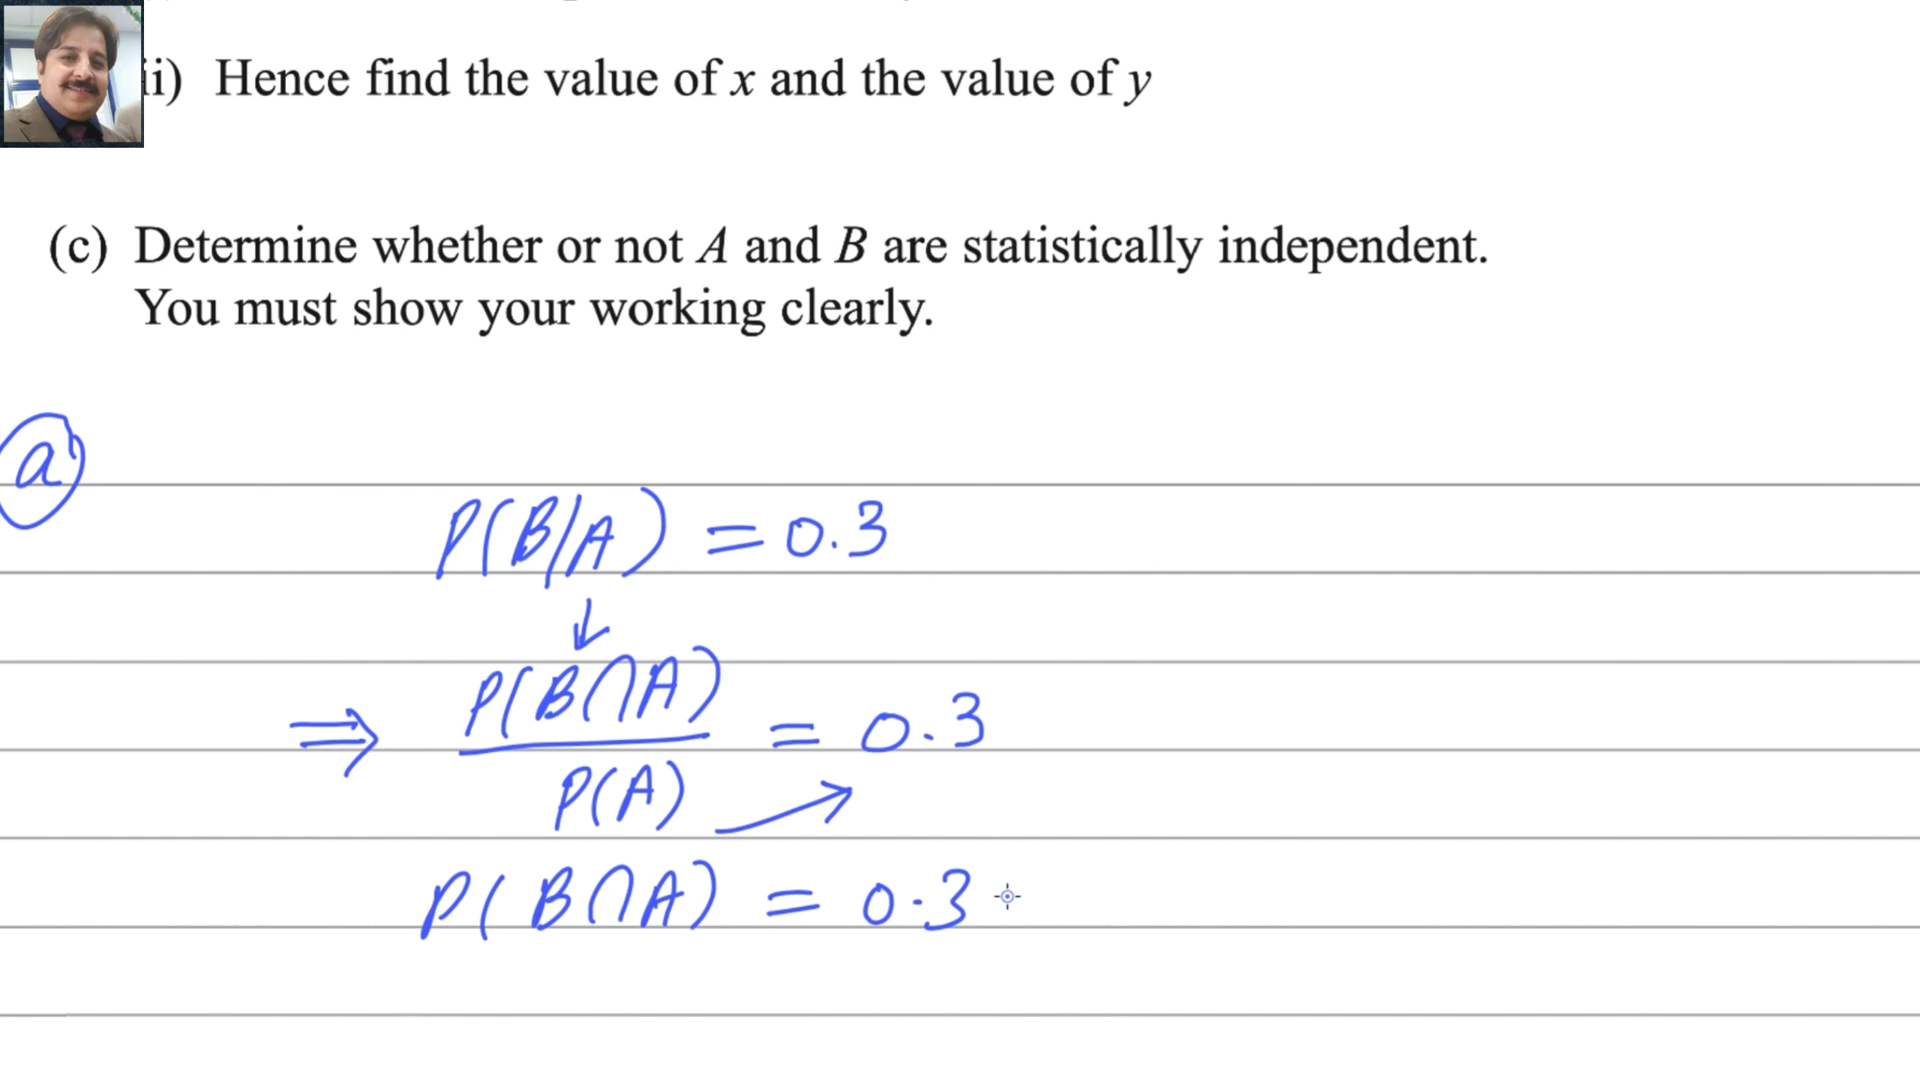 ii) Hence find the value of x and the value of y
(c) Determine whether or not A and B are statistically independent.
You must show your working clearly.
a
P(B/A) = 0.3
↓
⇒ P(B∩A) / P(A) = 0.3
P(B∩A) = 0.3